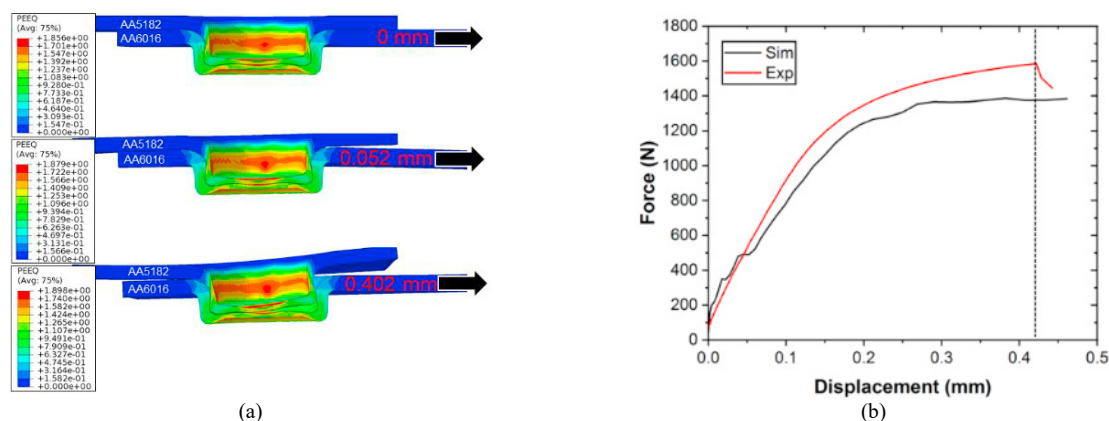 PEEQ
(Avg: 75%)
+1.856e+00
+1.701e+00
+1.547e+00
+1.392e+00
+1.237e+00
+1.083e+00
+9.280e-01
+7.733e-01
+6.187e-01
+4.640e-01
+3.093e-01
+1.547e-01
+0.000e+00
AA5182
AA6016
0 mm
PEEQ
(Avg: 75%)
+1.879e+00
+1.722e+00
+1.566e+00
+1.409e+00
+1.253e+00
+1.096e+00
+9.394e-01
+7.829e-01
+6.263e-01
+4.697e-01
+3.131e-01
+1.566e-01
+0.000e+00
AA5182
AA6016
0.052 mm
PEEQ
(Avg: 75%)
+1.898e+00
+1.740e+00
+1.582e+00
+1.424e+00
+1.265e+00
+1.107e+00
+9.491e-01
+7.909e-01
+6.327e-01
+4.745e-01
+3.164e-01
+1.582e-01
+0.000e+00
AA5182
AA6016
0.402 mm
(a)
1800
1600
1400
1200
1000
800
600
400
200
0
Force (N)
Sim
Exp
0.0 0.1 0.2 0.3 0.4 0.5
Displacement (mm)
(b)